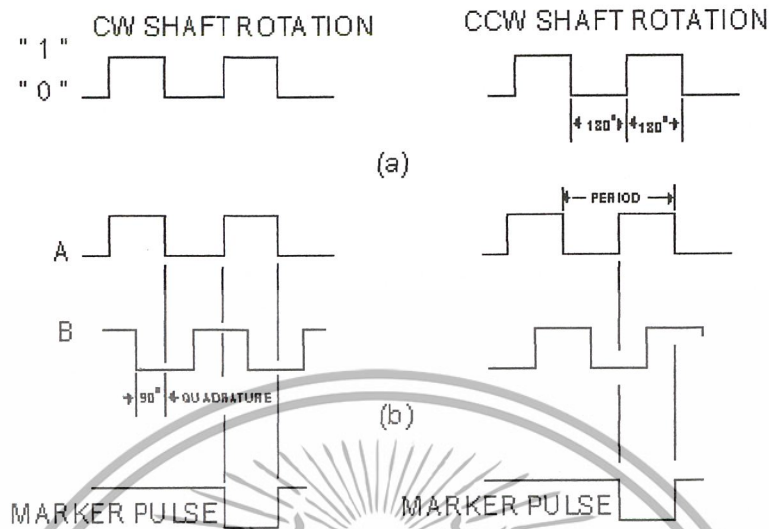 CW SHAFT ROTATION
CCW SHAFT ROTATION
" 1 "
" 0 "
180° 180°
(a)
PERIOD
A
B
90° QUADRATURE
(b)
MARKER PULSE
MARKER PULSE